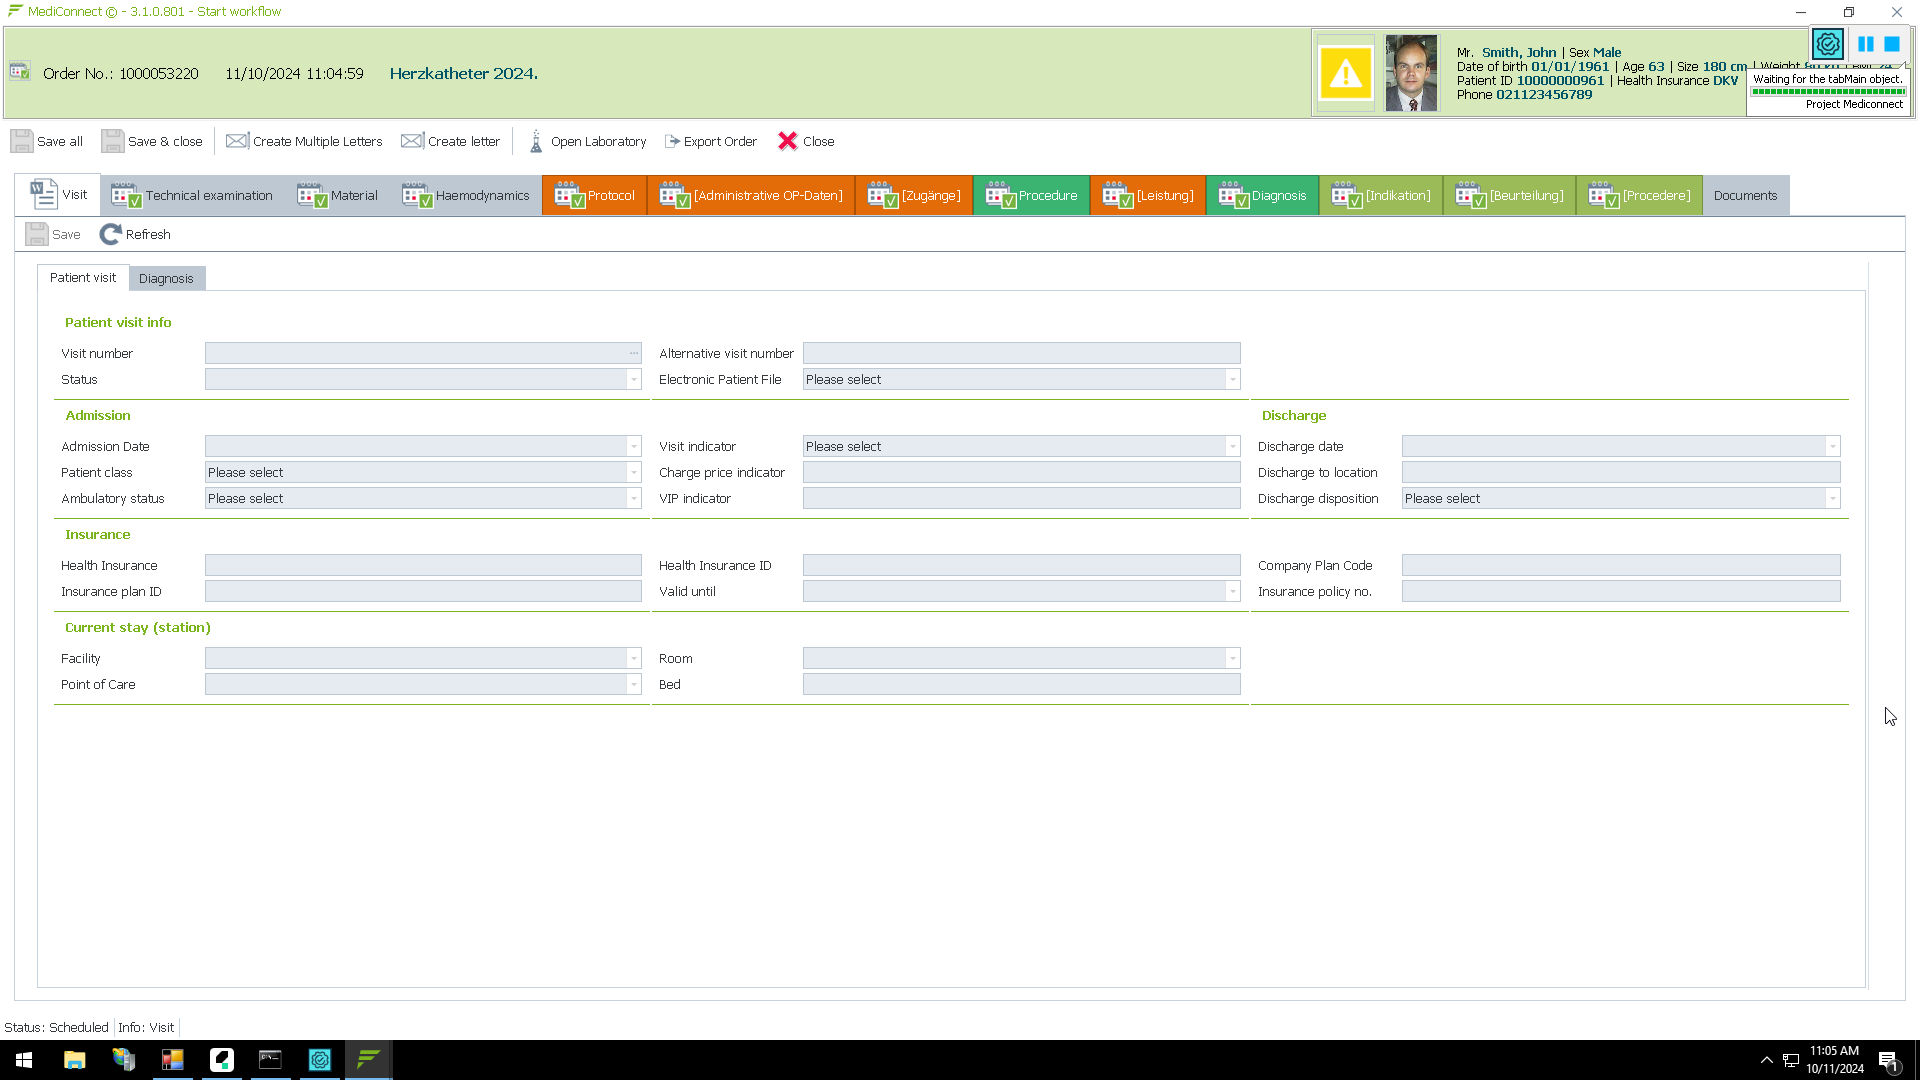 MediConnect © - 3.1.0.801 - Start workflow
Order No.: 1000053220 11/10/2024 11:04:59 Herzkatheter 2024.
Mr. Smith, John | Sex Male
Date of birth 01/01/1961 | Age 63 | Size 180 cm
Patient ID 10000000961 | Health Insurance DKV
Phone 021123456789
Waiting for the tabMain object.
Project Mediconnect
Save all Save & close Create Multiple Letters Create letter Open Laboratory Export Order Close
Visit Technical examination Material Haemodynamics Protocol [Administrative OP-Daten] [Zugänge] Procedure [Leistung] Diagnosis [Indikation] [Beurteilung] [Procedere] Documents
Save Refresh
Patient visit Diagnosis
Patient visit info
Visit number ... Alternative visit number
Status Electronic Patient File Please select
Admission Discharge
Admission Date Visit indicator Please select Discharge date
Patient class Please select Charge price indicator Discharge to location
Ambulatory status Please select VIP indicator Discharge disposition Please select
Insurance
Health Insurance Health Insurance ID Company Plan Code
Insurance plan ID Valid until Insurance policy no.
Current stay (station)
Facility Room
Point of Care Bed
Status: Scheduled Info: Visit
11:05 AM
10/11/2024
1